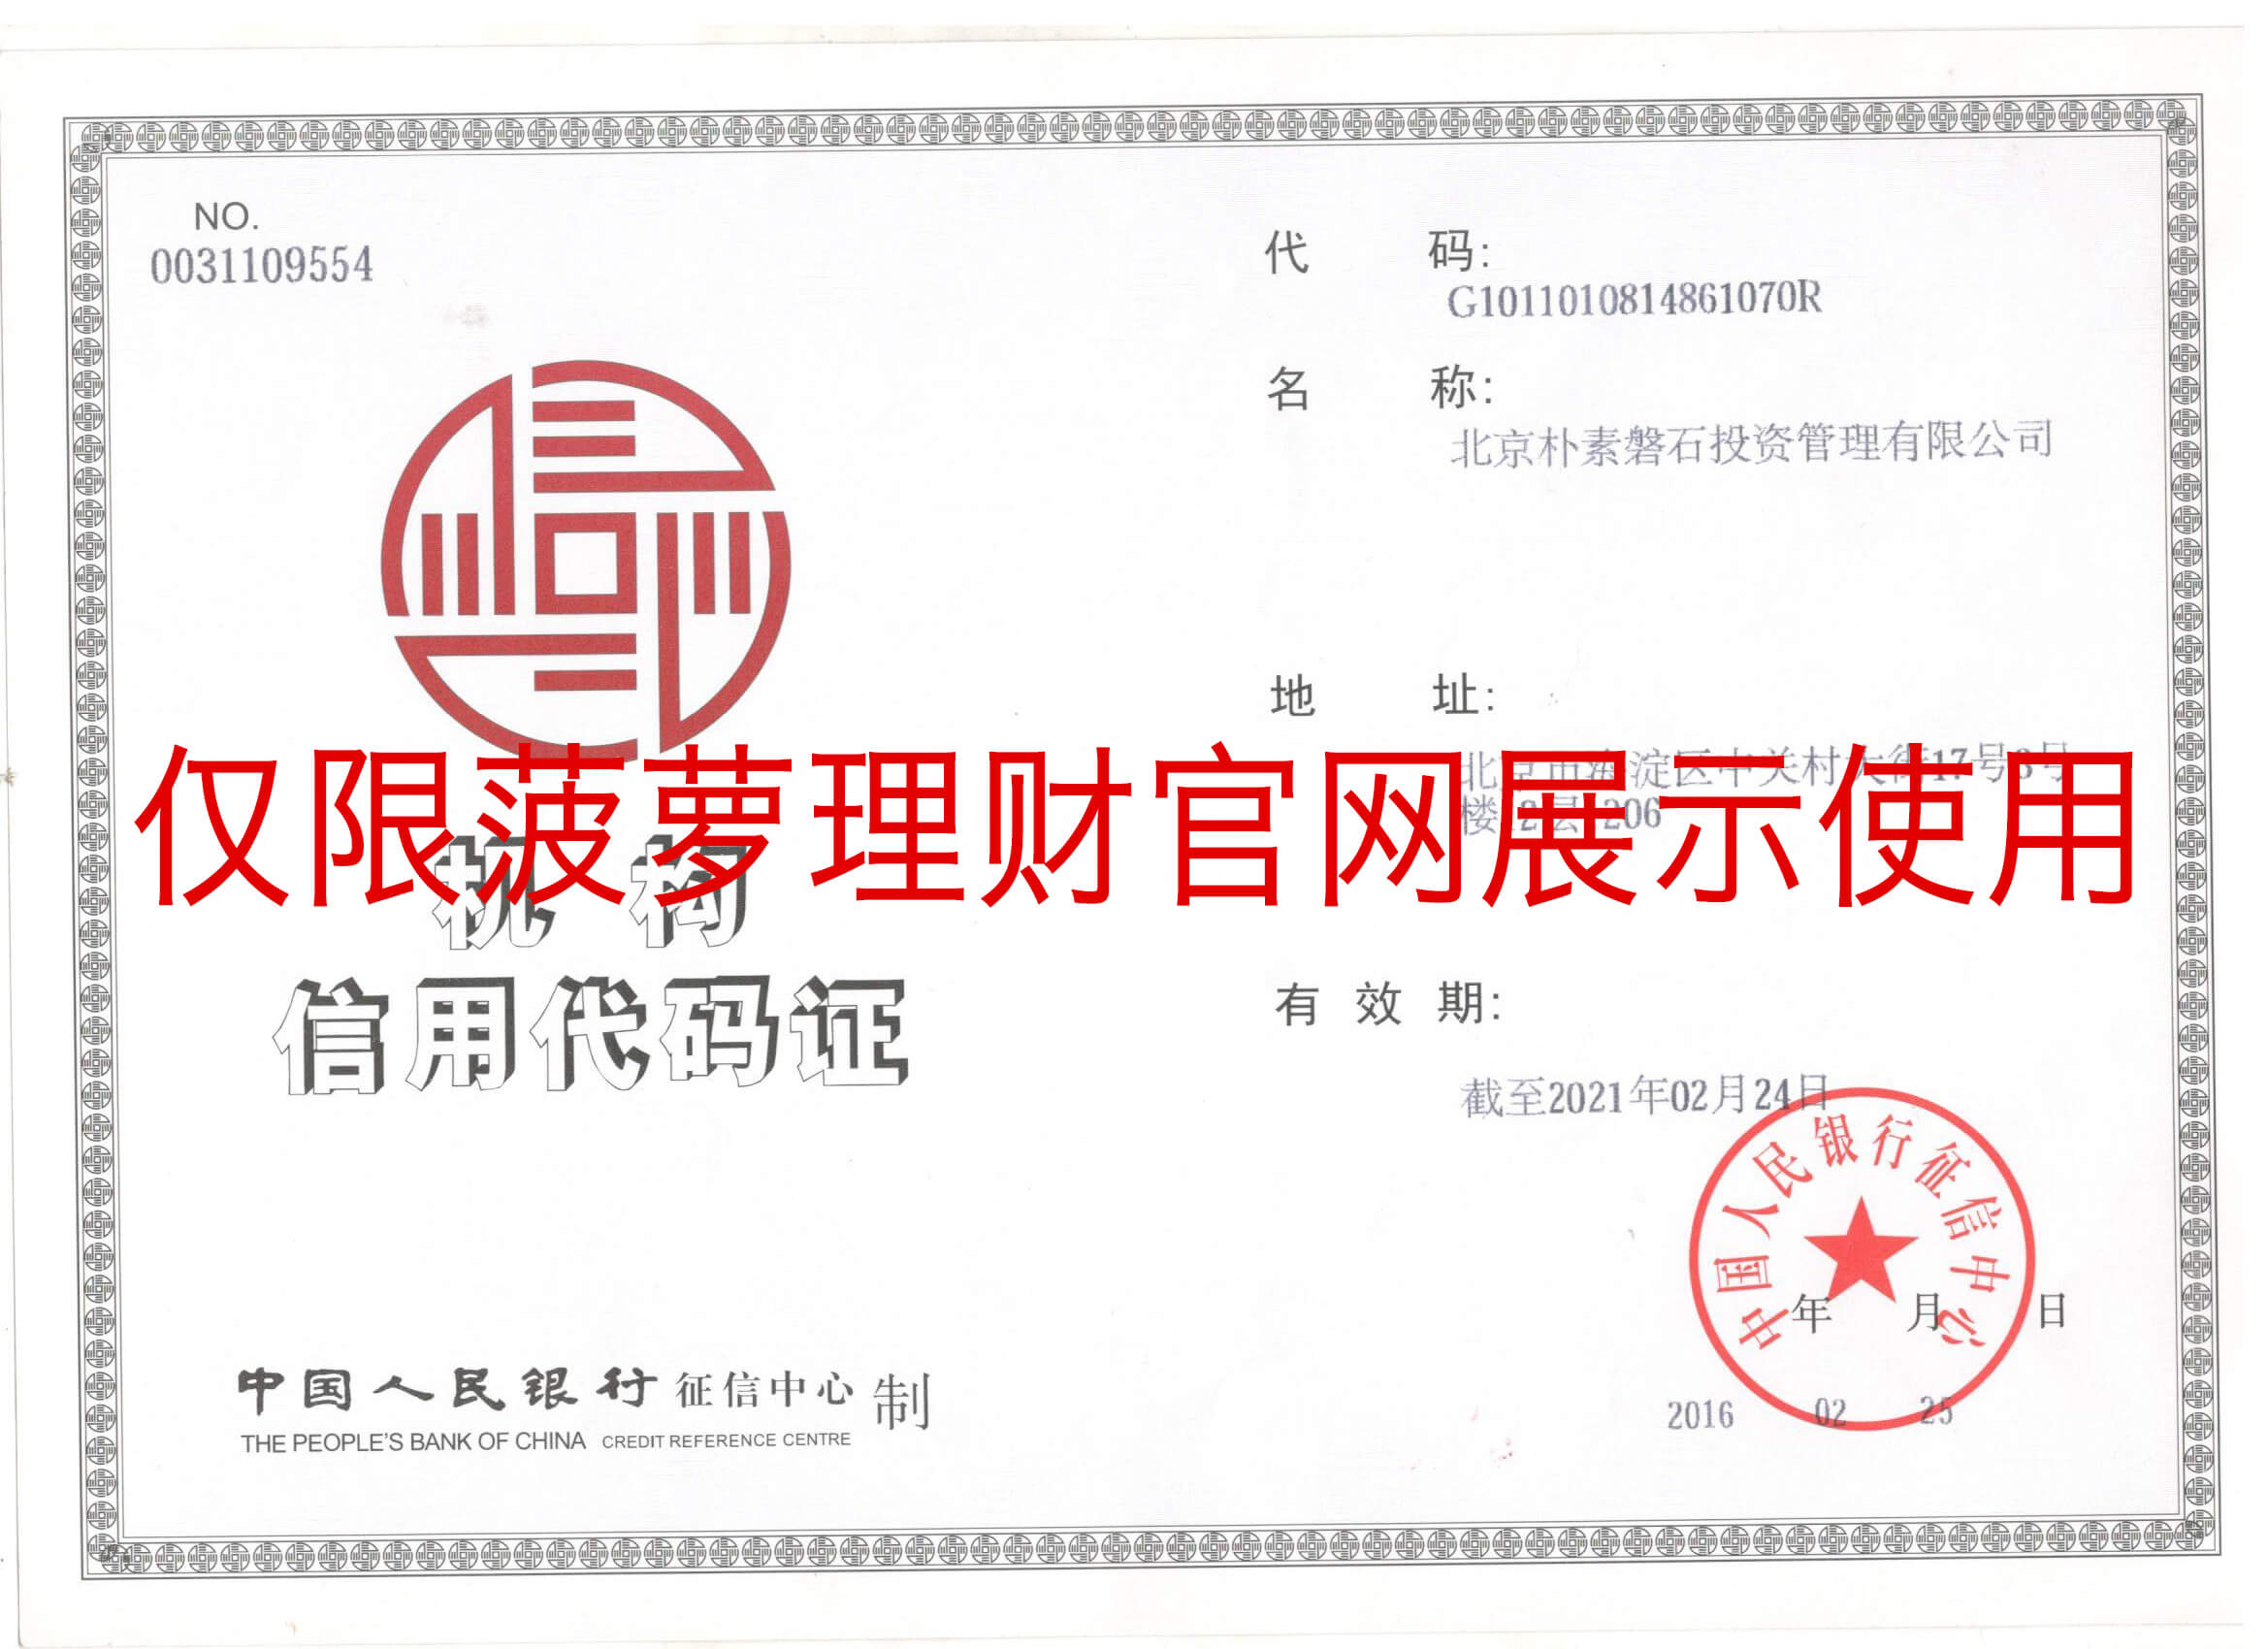 NO.
0031109554
机构
信用代码证
中国人民银行征信中心制
THE PEOPLE'S BANK OF CHINA CREDIT REFERENCE CENTRE
代码:
G1011010814861070R
名称:
北京朴素磐石投资管理有限公司
地址:
北京市海淀区中关村大街17号3号
楼 2层 206
仅限菠萝理财官网展示使用
有效期:
截至2021年02月24日
中国人民银行征信中心
年 月 日
2016 02 25